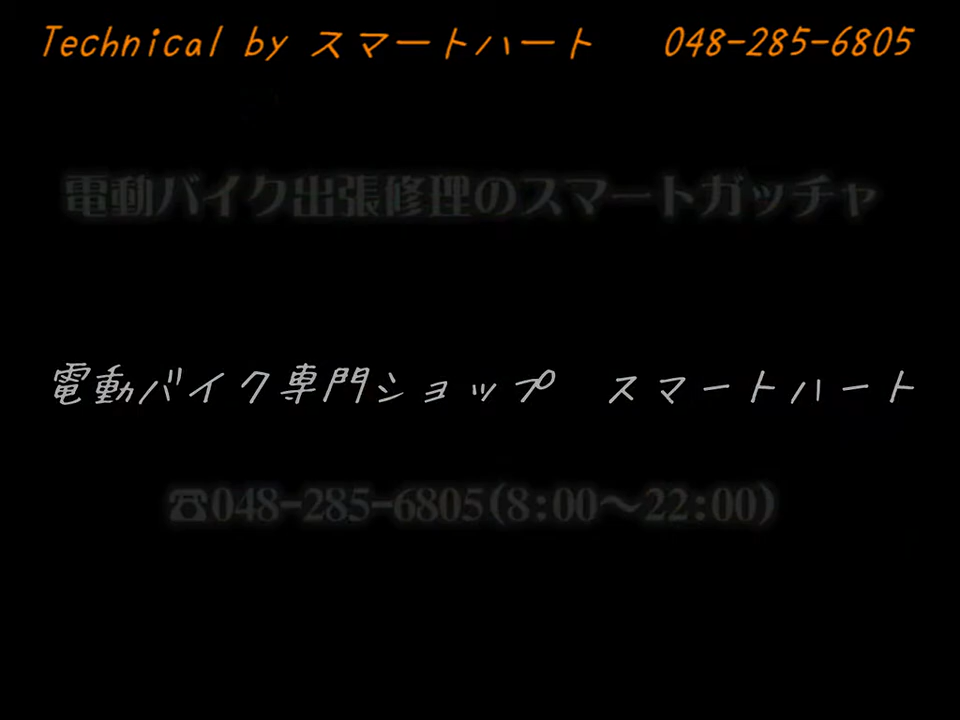 Technical by スマートハート 048-285-6805
電動バイク出張修理のスマートガッチャ
電動バイク専門ショップ スマートハート
☎048-285-6805(8:00～22:00)